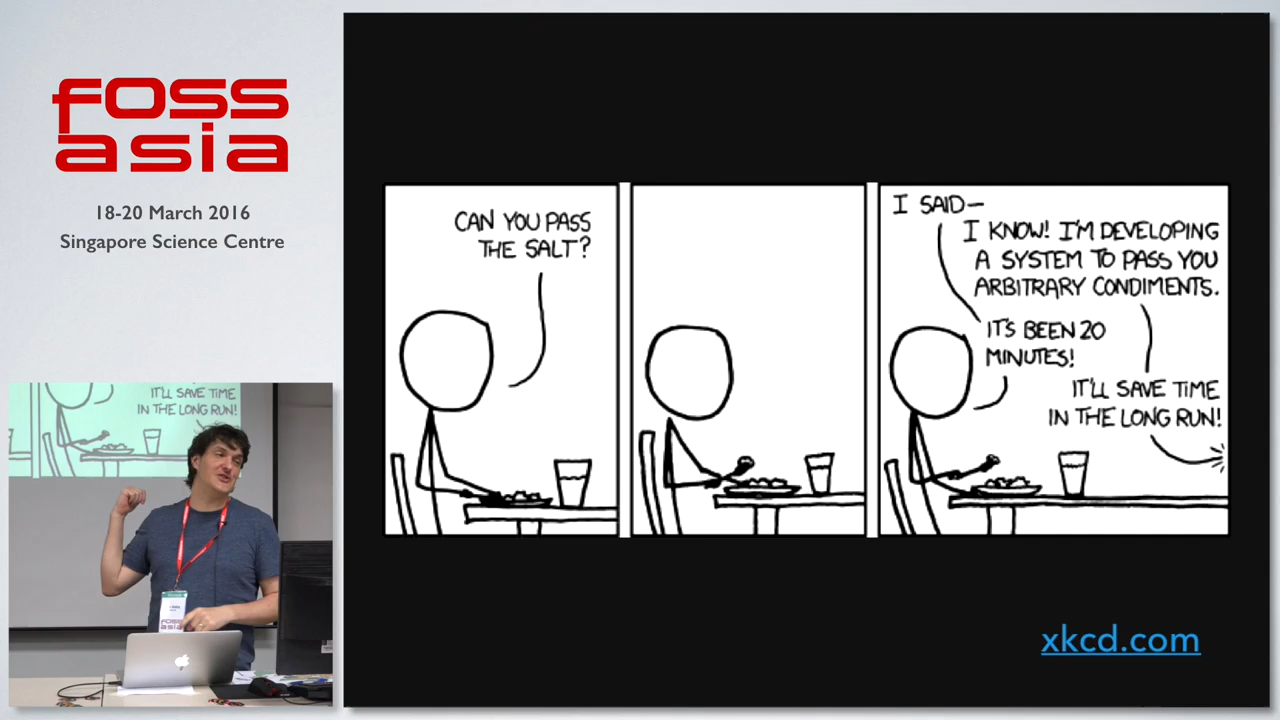 fOSS
asia
18-20 March 2016
Singapore Science Centre
CAN YOU PASS
THE SALT?
I SAID—
I KNOW! I'M DEVELOPING
A SYSTEM TO PASS YOU
ARBITRARY CONDIMENTS.
IT'S BEEN 20
MINUTES!
IT'LL SAVE TIME
IN THE LONG RUN!
xkcd.com
IT'LL SAVE TIME
IN THE LONG RUN!
fOSS
asia